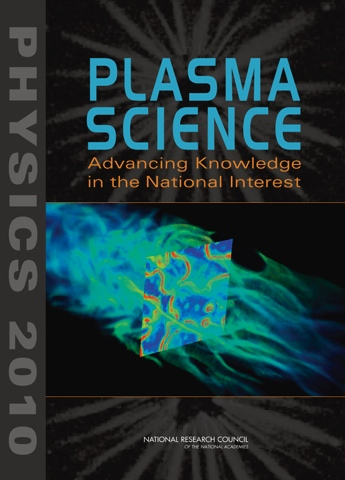 PHYSICS 2010
PLASMA
SCIENCE
Advancing Knowledge
in the National Interest
NATIONAL RESEARCH COUNCIL
OF THE NATIONAL ACADEMIES